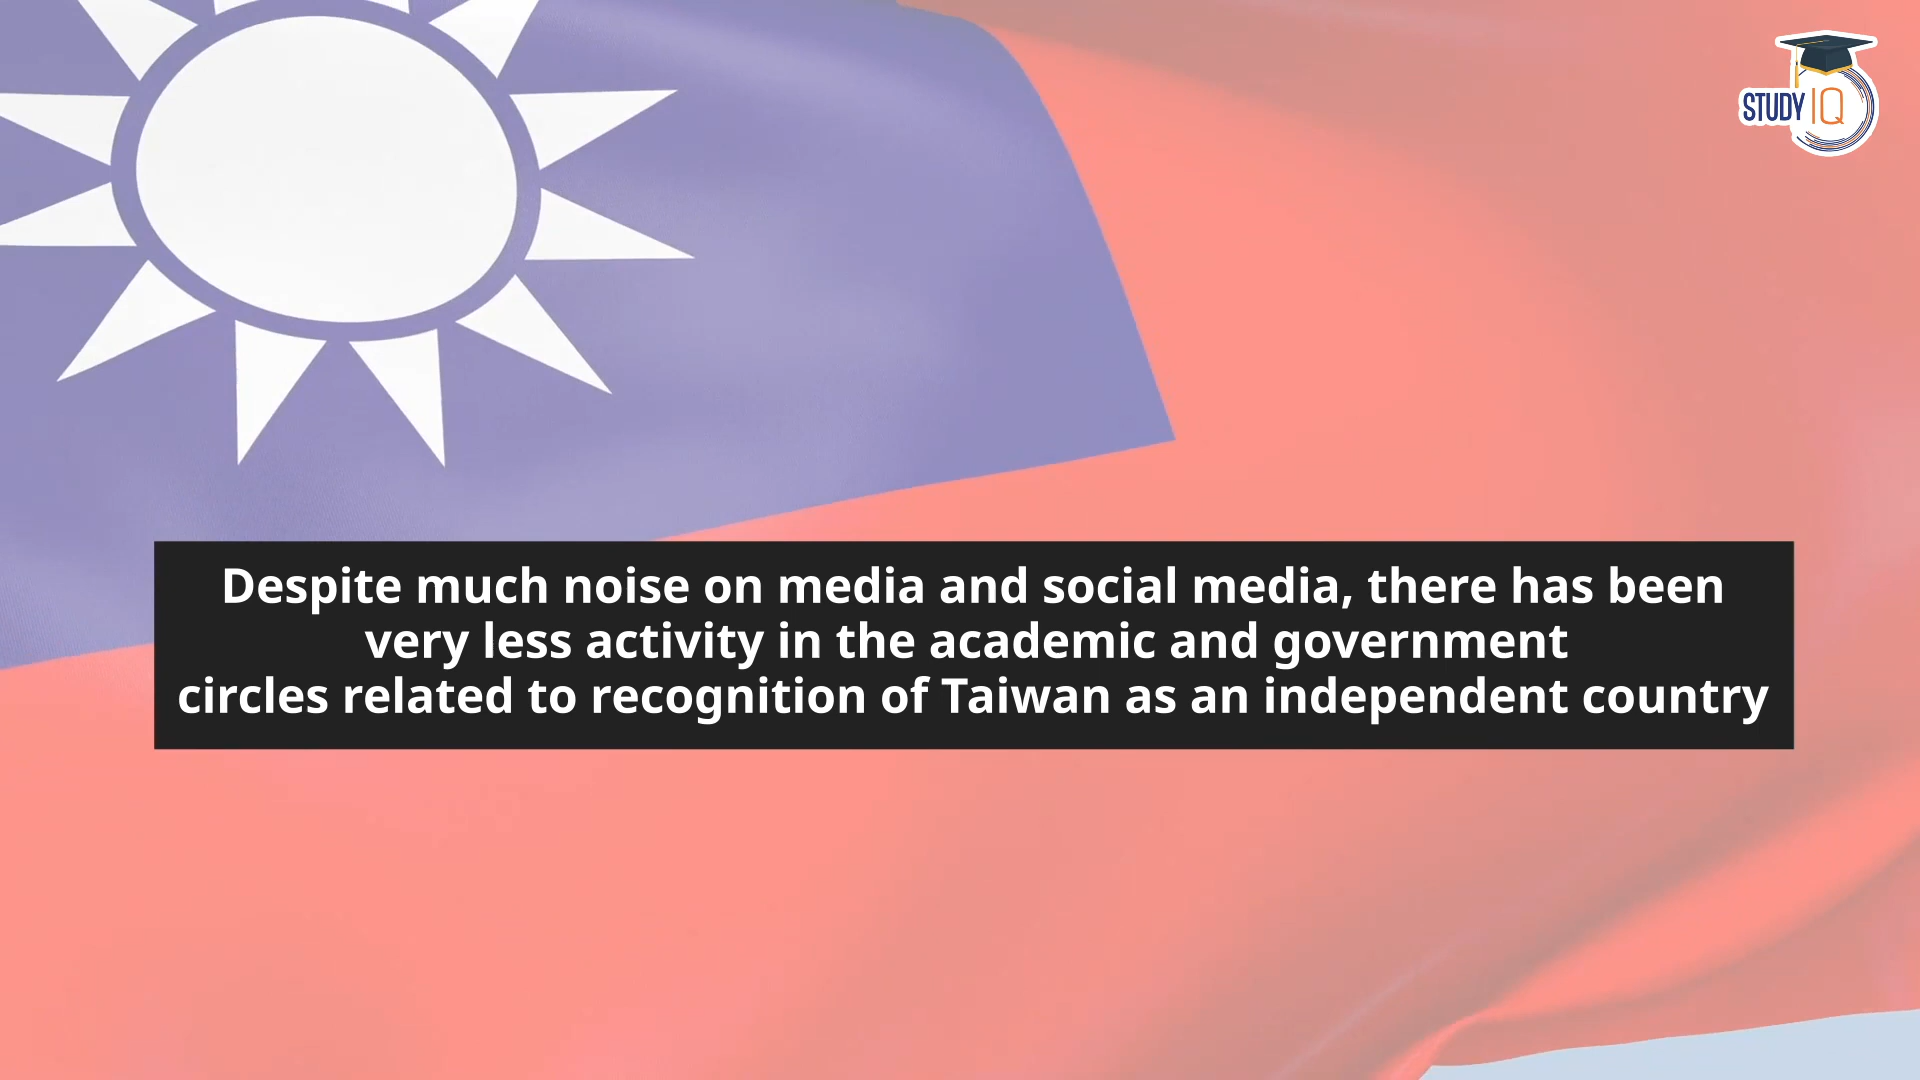 STUDY IQ
Despite much noise on media and social media, there has been
very less activity in the academic and government
circles related to recognition of Taiwan as an independent country